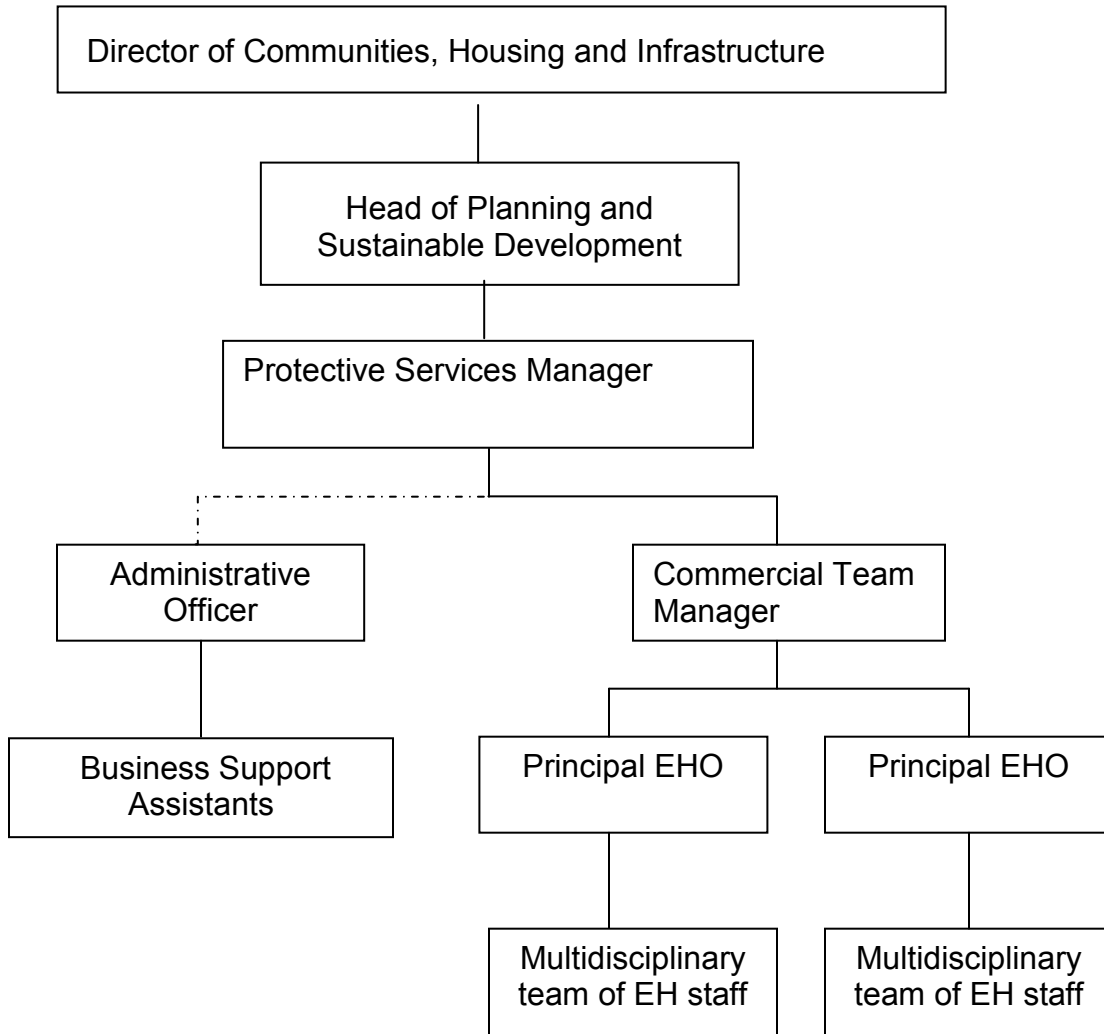 Director of Communities, Housing and Infrastructure
Head of Planning and
Sustainable Development
Protective Services Manager
Administrative
Officer
Commercial Team
Manager
Business Support
Assistants
Principal EHO
Principal EHO
Multidisciplinary
team of EH staff
Multidisciplinary
team of EH staff